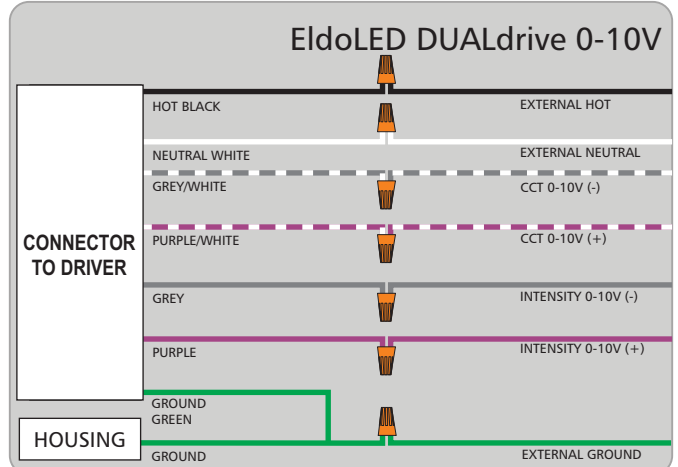 EldoLED DUALdrive 0-10V
HOT BLACK
EXTERNAL HOT
NEUTRAL WHITE
EXTERNAL NEUTRAL
GREY/WHITE
CCT 0-10V (-)
CONNECTOR
TO DRIVER
PURPLE/WHITE
CCT 0-10V (+)
GREY
INTENSITY 0-10V (-)
PURPLE
INTENSITY 0-10V (+)
GROUND
GREEN
HOUSING
GROUND
EXTERNAL GROUND